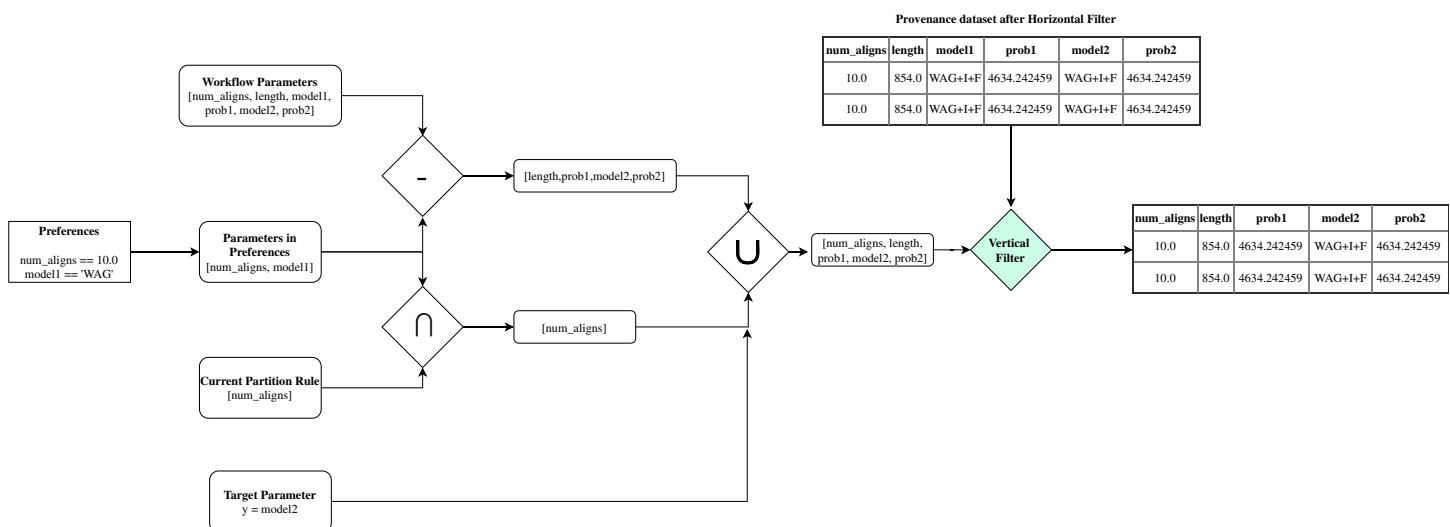 Provenance dataset after Horizontal Filter
num_aligns length model1 prob1 model2 prob2
10.0 854.0 WAG+I+F 4634.242459 WAG+I+F 4634.242459
10.0 854.0 WAG+I+F 4634.242459 WAG+I+F 4634.242459
Workflow Parameters
[num_aligns, length, model1,
prob1, model2, prob2]
-
[length,prob1,model2,prob2]
Preferences
num_aligns == 10.0
model1 == 'WAG'
Parameters in
Preferences
[num_aligns, model1]
∩
[num_aligns]
Current Partition Rule
[num_aligns]
Target Parameter
y = model2
∪
[num_aligns, length,
prob1, model2, prob2]
Vertical
Filter
num_aligns length prob1 model2 prob2
10.0 854.0 4634.242459 WAG+I+F 4634.242459
10.0 854.0 4634.242459 WAG+I+F 4634.242459